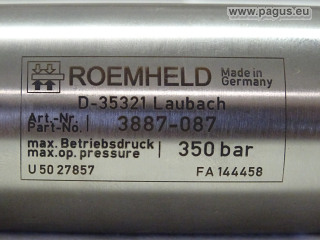 www.pagus.eu
ROEMHELD Made in Germany
D-35321 Laubach
Art.-Nr.
Part-No. 3887-087
max. Betriebsdruck
max. op. pressure 350 bar
U 50 27857 FA 144458